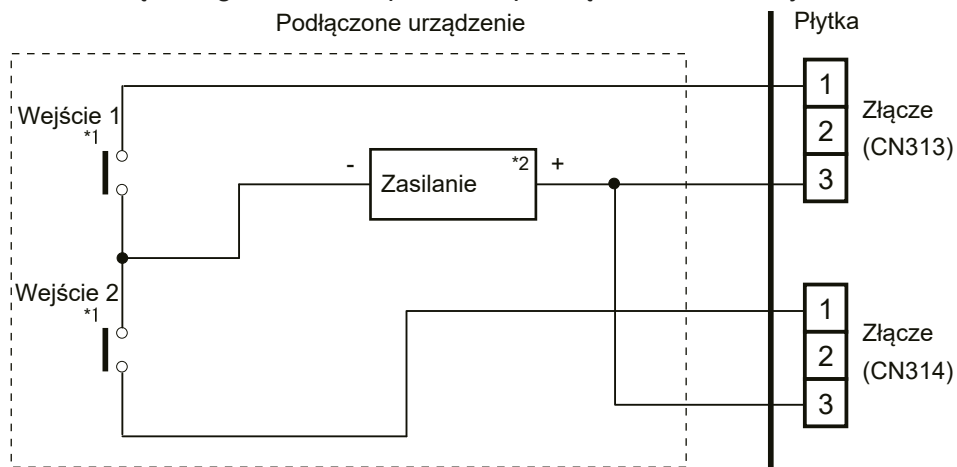 Podłączone urządzenie
Płytka
Wejście 1
*1
- Zasilanie *2 +
1
2
3
Złącze
(CN313)
Wejście 2
*1
1
2
3
Złącze
(CN314)